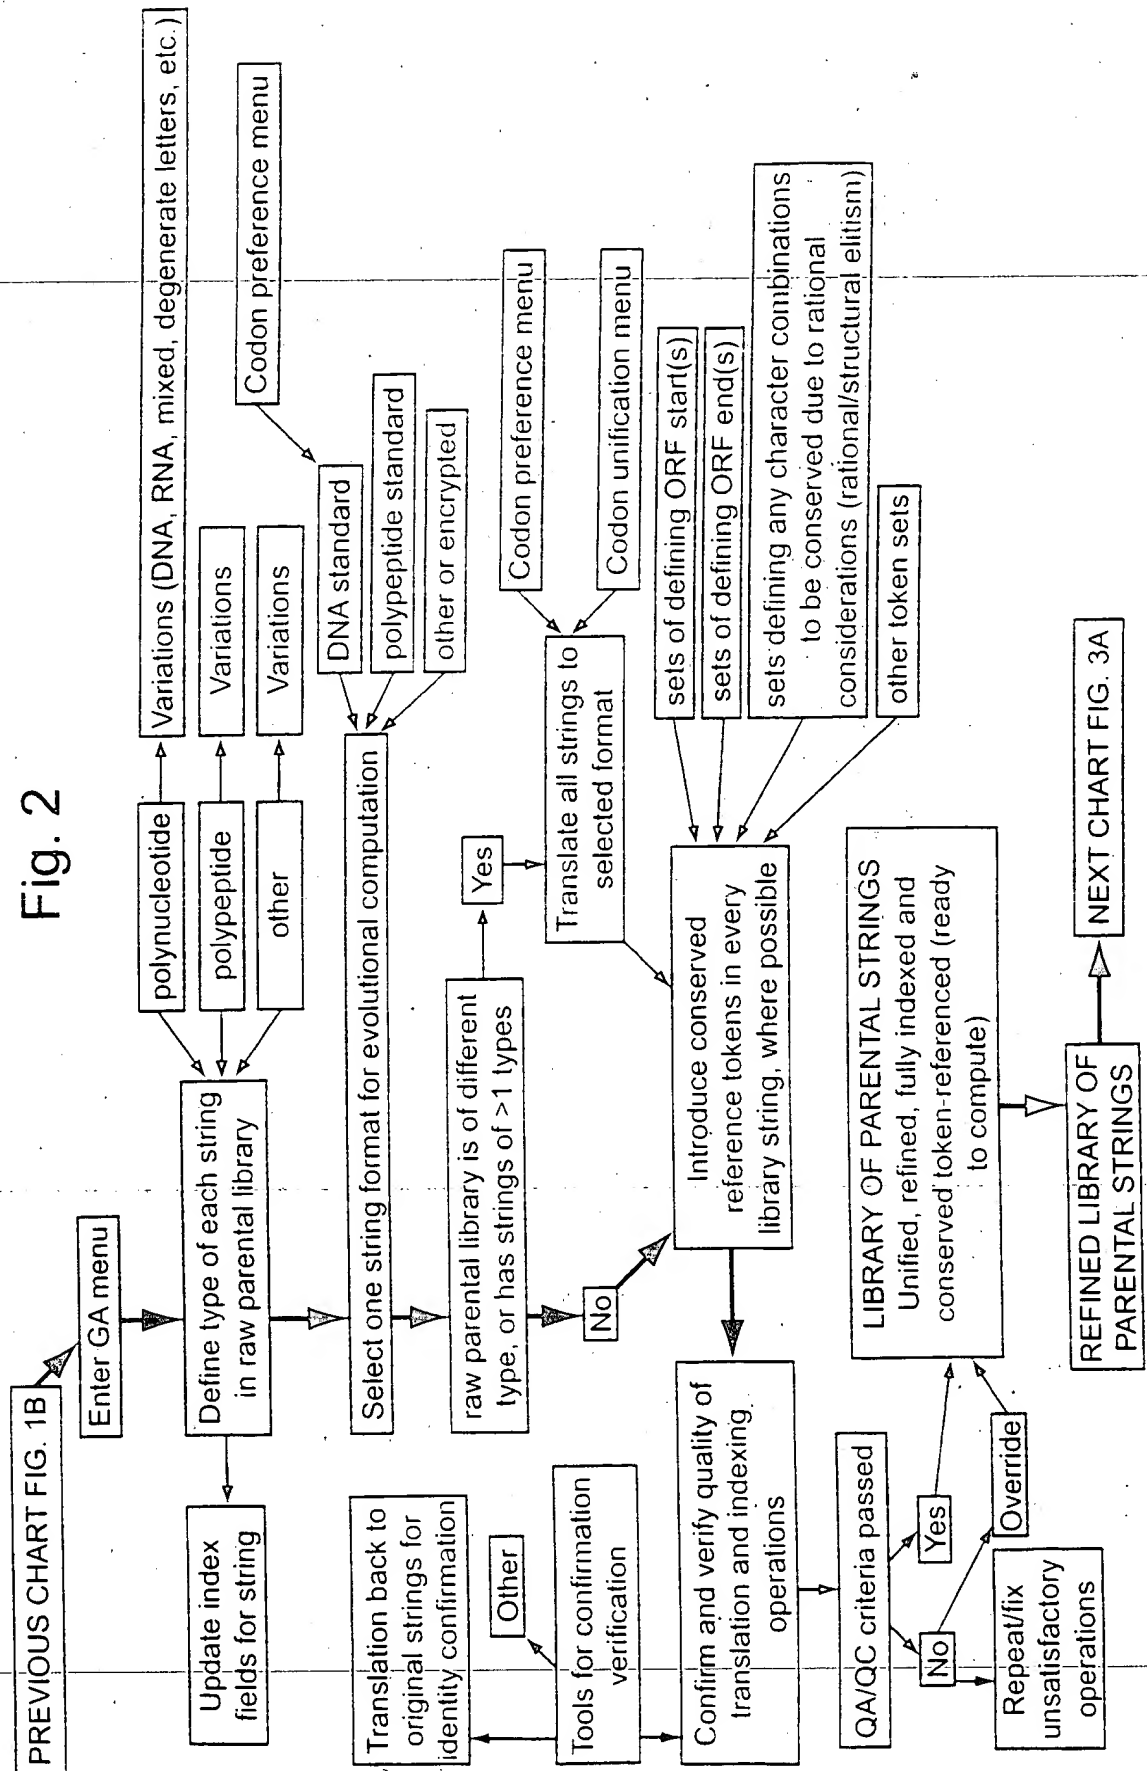 Fig. 2
PREVIOUS CHART FIG. 1B
Enter GA menu
Update index
fields for string
Define type of each string
in raw parental library
polynucleotide
polypeptide
other
Variations (DNA, RNA, mixed, degenerate letters, etc.)
Variations
Variations
Codon preference menu
Select one string format for evolutional computation
DNA standard
polypeptide standard
other or encrypted
raw parental library is of different
type, or has strings of >1 types
Yes
No
Translate all strings to
selected format
Codon preference menu
Codon unification menu
Translation back to
original strings for
identity confirmation
Other
Tools for confirmation
verification
Introduce conserved
reference tokens in every
library string, where possible
sets of defining ORF start(s)
sets of defining ORF end(s)
sets defining any character combinations
to be conserved due to rational
considerations (rational/structural elitism)
other token sets
Confirm and verify quality of
translation and indexing
operations
QA/QC criteria passed
Yes
No
Override
Repeat/fix
unsatisfactory
operations
LIBRARY OF PARENTAL STRINGS
Unified, refined, fully indexed and
conserved token-referenced (ready
to compute)
REFINED LIBRARY OF
PARENTAL STRINGS
NEXT CHART FIG. 3A